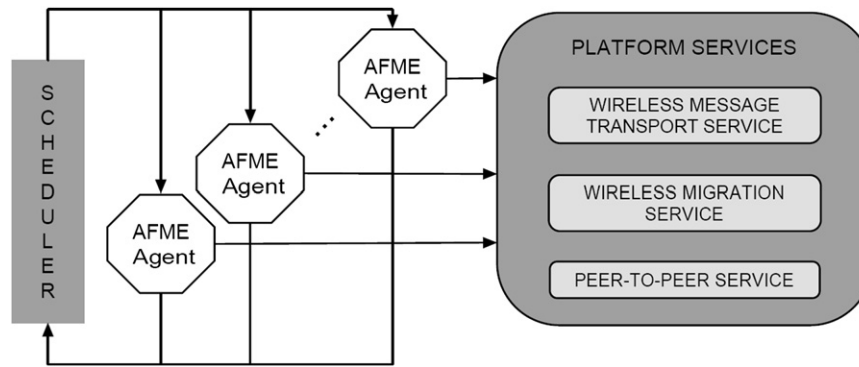 SCHEDULER
AFME
Agent
AFME
Agent
AFME
Agent
PLATFORM SERVICES
WIRELESS MESSAGE
TRANSPORT SERVICE
WIRELESS MIGRATION
SERVICE
PEER-TO-PEER SERVICE